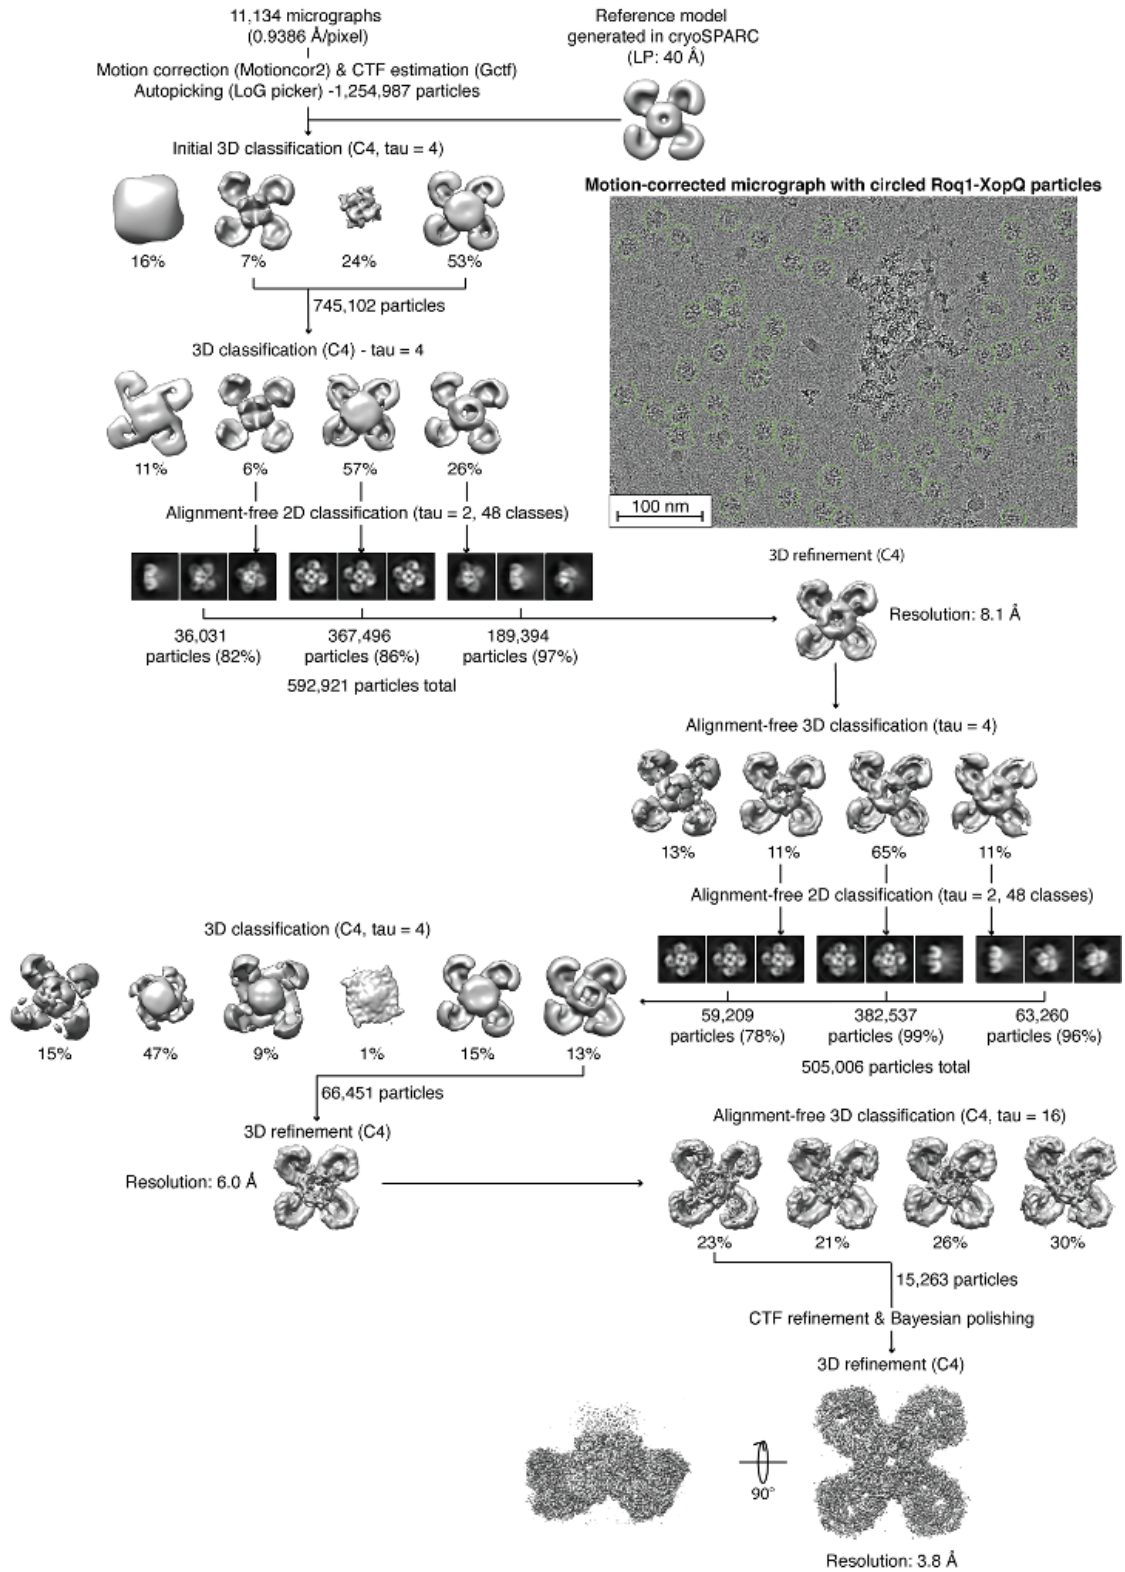 11,134 micrographs
(0.9386 Å/pixel)
Motion correction (Motioncor2) & CTF estimation (Gctf)
Autopicking (LoG picker) -1,254,987 particles
Reference model
generated in cryoSPARC
(LP: 40 Å)
Initial 3D classification (C4, tau = 4)
16%
7%
24%
53%
745,102 particles
Motion-corrected micrograph with circled Roq1-XopQ particles
100 nm
3D classification (C4) - tau = 4
11%
6%
57%
26%
Alignment-free 2D classification (tau = 2, 48 classes)
36,031
particles (82%)
367,496
particles (86%)
189,394
particles (97%)
592,921 particles total
3D refinement (C4)
Resolution: 8.1 Å
Alignment-free 3D classification (tau = 4)
13%
11%
65%
11%
Alignment-free 2D classification (tau = 2, 48 classes)
59,209
particles (78%)
382,537
particles (99%)
63,260
particles (96%)
505,006 particles total
3D classification (C4, tau = 4)
15%
47%
9%
1%
15%
13%
66,451 particles
3D refinement (C4)
Resolution: 6.0 Å
Alignment-free 3D classification (C4, tau = 16)
23%
21%
26%
30%
15,263 particles
CTF refinement & Bayesian polishing
3D refinement (C4)
90°
Resolution: 3.8 Å